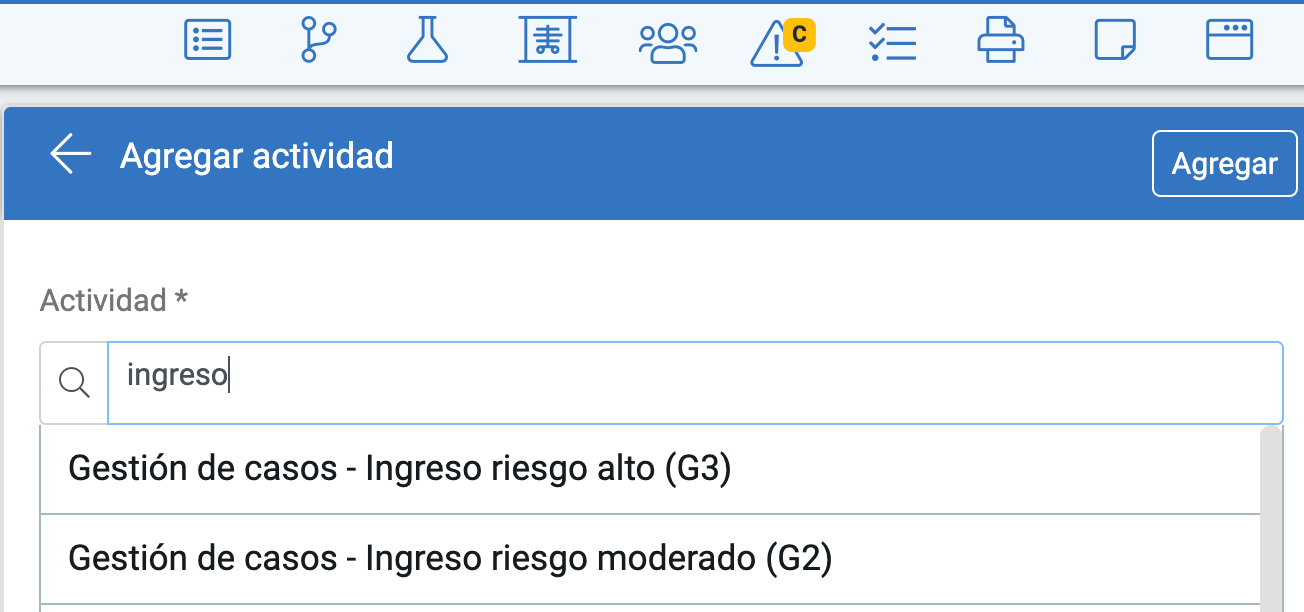 C
Agregar actividad
Agregar
Actividad *
ingreso
Gestión de casos - Ingreso riesgo alto (G3)
Gestión de casos - Ingreso riesgo moderado (G2)